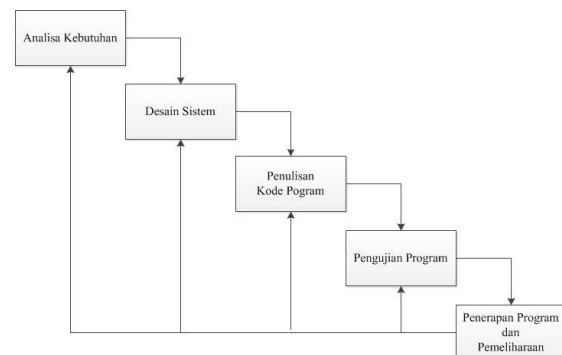 Analisa Kebutuhan
Desain Sistem
Penulisan
Kode Pogram
Pengujian Program
Penerapan Program
dan
Pemeliharaan